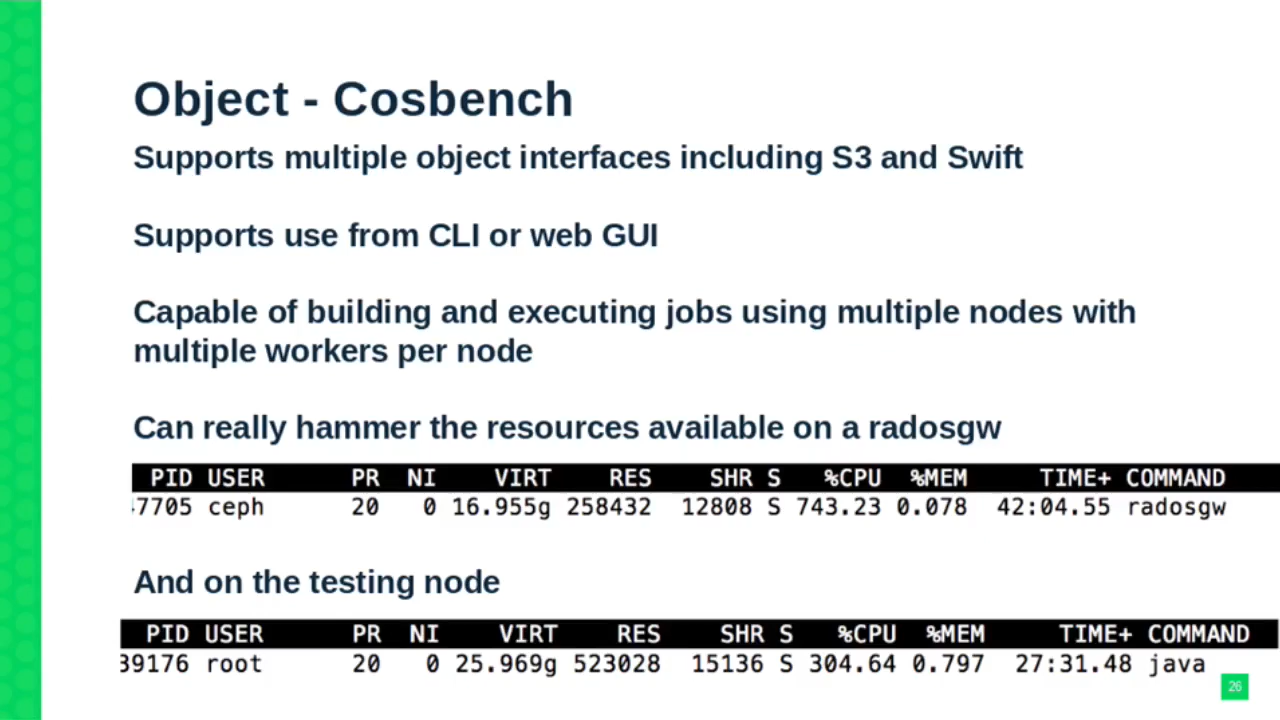 Object - Cosbench
Supports multiple object interfaces including S3 and Swift
Supports use from CLI or web GUI
Capable of building and executing jobs using multiple nodes with
multiple workers per node
Can really hammer the resources available on a radosgw
PID USER PR NI VIRT RES SHR S %CPU %MEM TIME+ COMMAND
7705 ceph 20 0 16.955g 258432 12808 S 743.23 0.078 42:04.55 radosgw
And on the testing node
PID USER PR NI VIRT RES SHR S %CPU %MEM TIME+ COMMAND
39176 root 20 0 25.969g 523028 15136 S 304.64 0.797 27:31.48 java
26